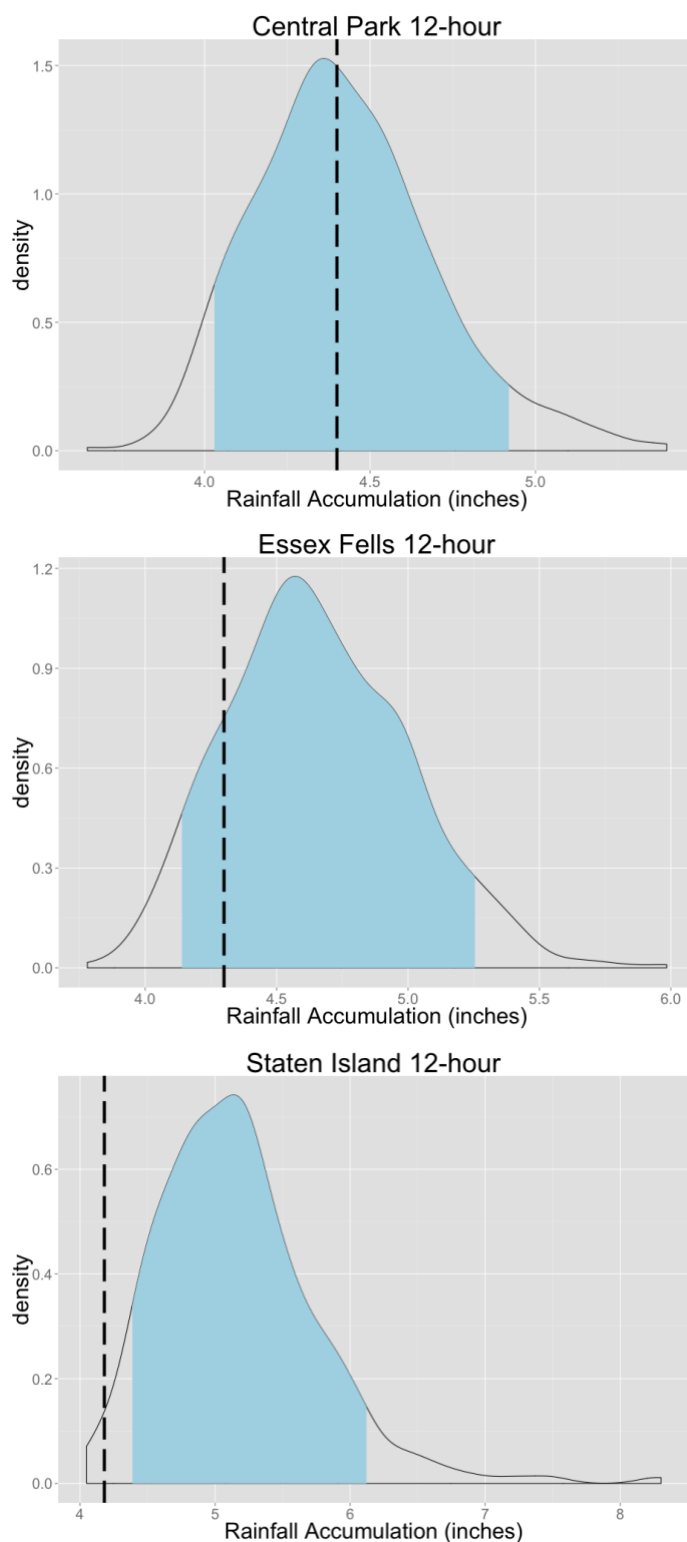 Central Park 12-hour
1.5
1.0
0.5
0.0
density
4.0 4.5 5.0
Rainfall Accumulation (inches)
Essex Fells 12-hour
1.2
0.9
0.6
0.3
0.0
density
4.0 4.5 5.0 5.5 6.0
Rainfall Accumulation (inches)
Staten Island 12-hour
0.6
0.4
0.2
0.0
density
4 5 6 7 8
Rainfall Accumulation (inches)